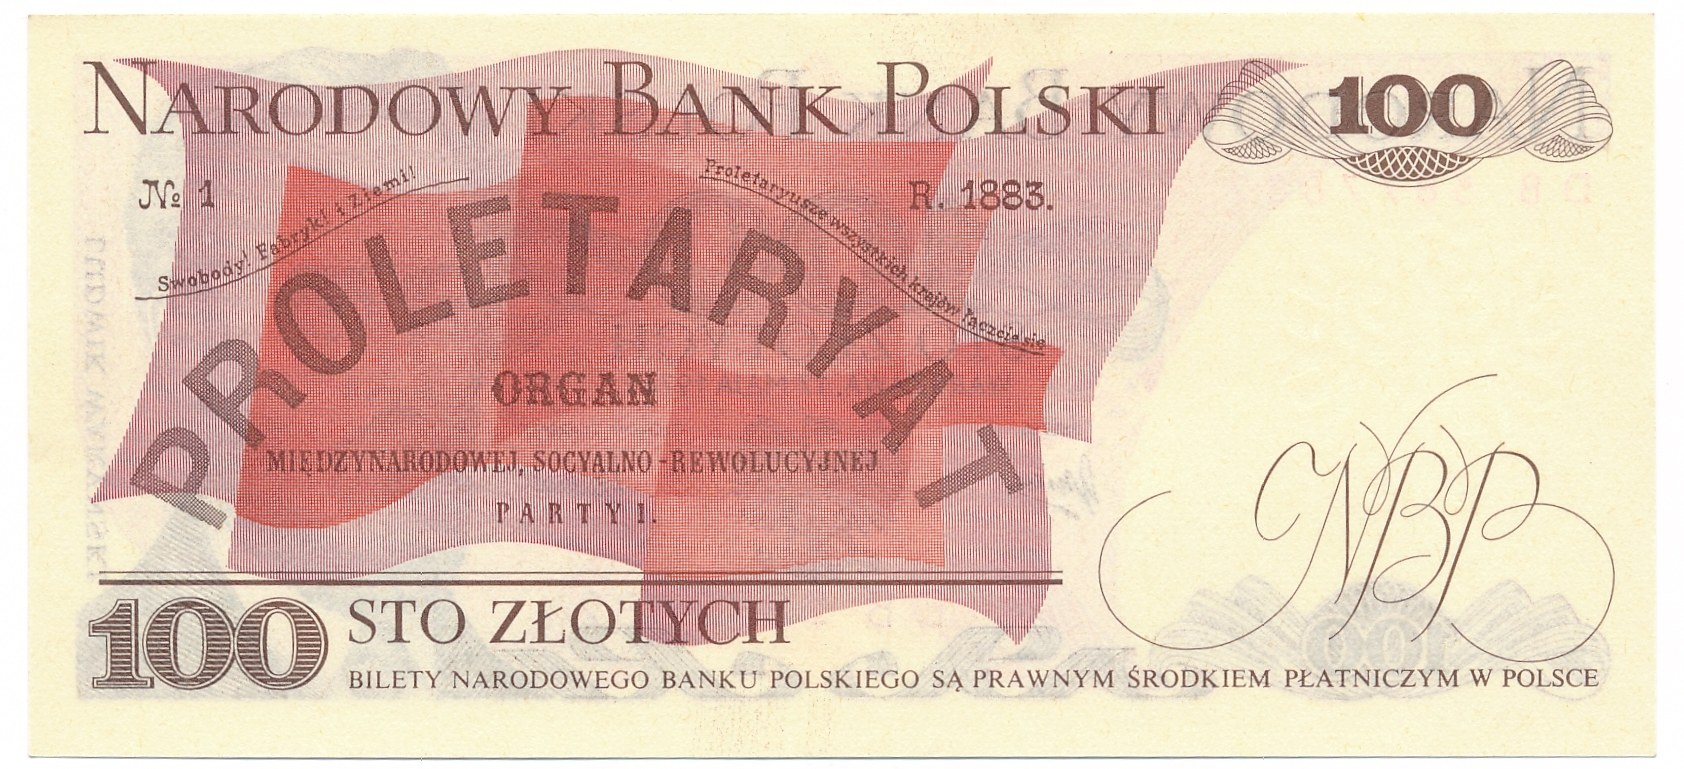 NARODOWY BANK POLSKI 100
№ 1
R. 1883.
Swobody! Fabryk! i Ziemi!
Proletaryusze wszystkich krajów łączcie się
PROLETARYAT
ORGAN
MIĘDZYNARODOWEJ, SOCYALNO-REWOLUCYJNEJ
PARTYI.
NBP
100 STO ZŁOTYCH
BILETY NARODOWEGO BANKU POLSKIEGO SĄ PRAWNYM ŚRODKIEM PŁATNICZYM W POLSCE